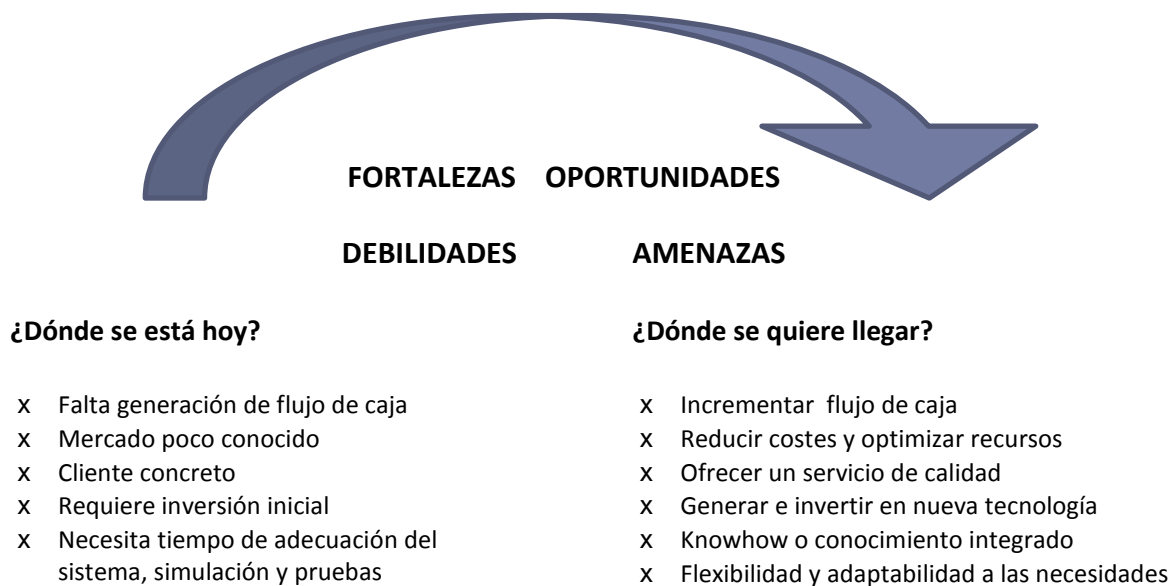 FORTALEZAS OPORTUNIDADES
DEBILIDADES AMENAZAS
¿Dónde se está hoy?
x Falta generación de flujo de caja
x Mercado poco conocido
x Cliente concreto
x Requiere inversión inicial
x Necesita tiempo de adecuación del
sistema, simulación y pruebas
¿Dónde se quiere llegar?
x Incrementar flujo de caja
x Reducir costes y optimizar recursos
x Ofrecer un servicio de calidad
x Generar e invertir en nueva tecnología
x Knowhow o conocimiento integrado
x Flexibilidad y adaptabilidad a las necesidades